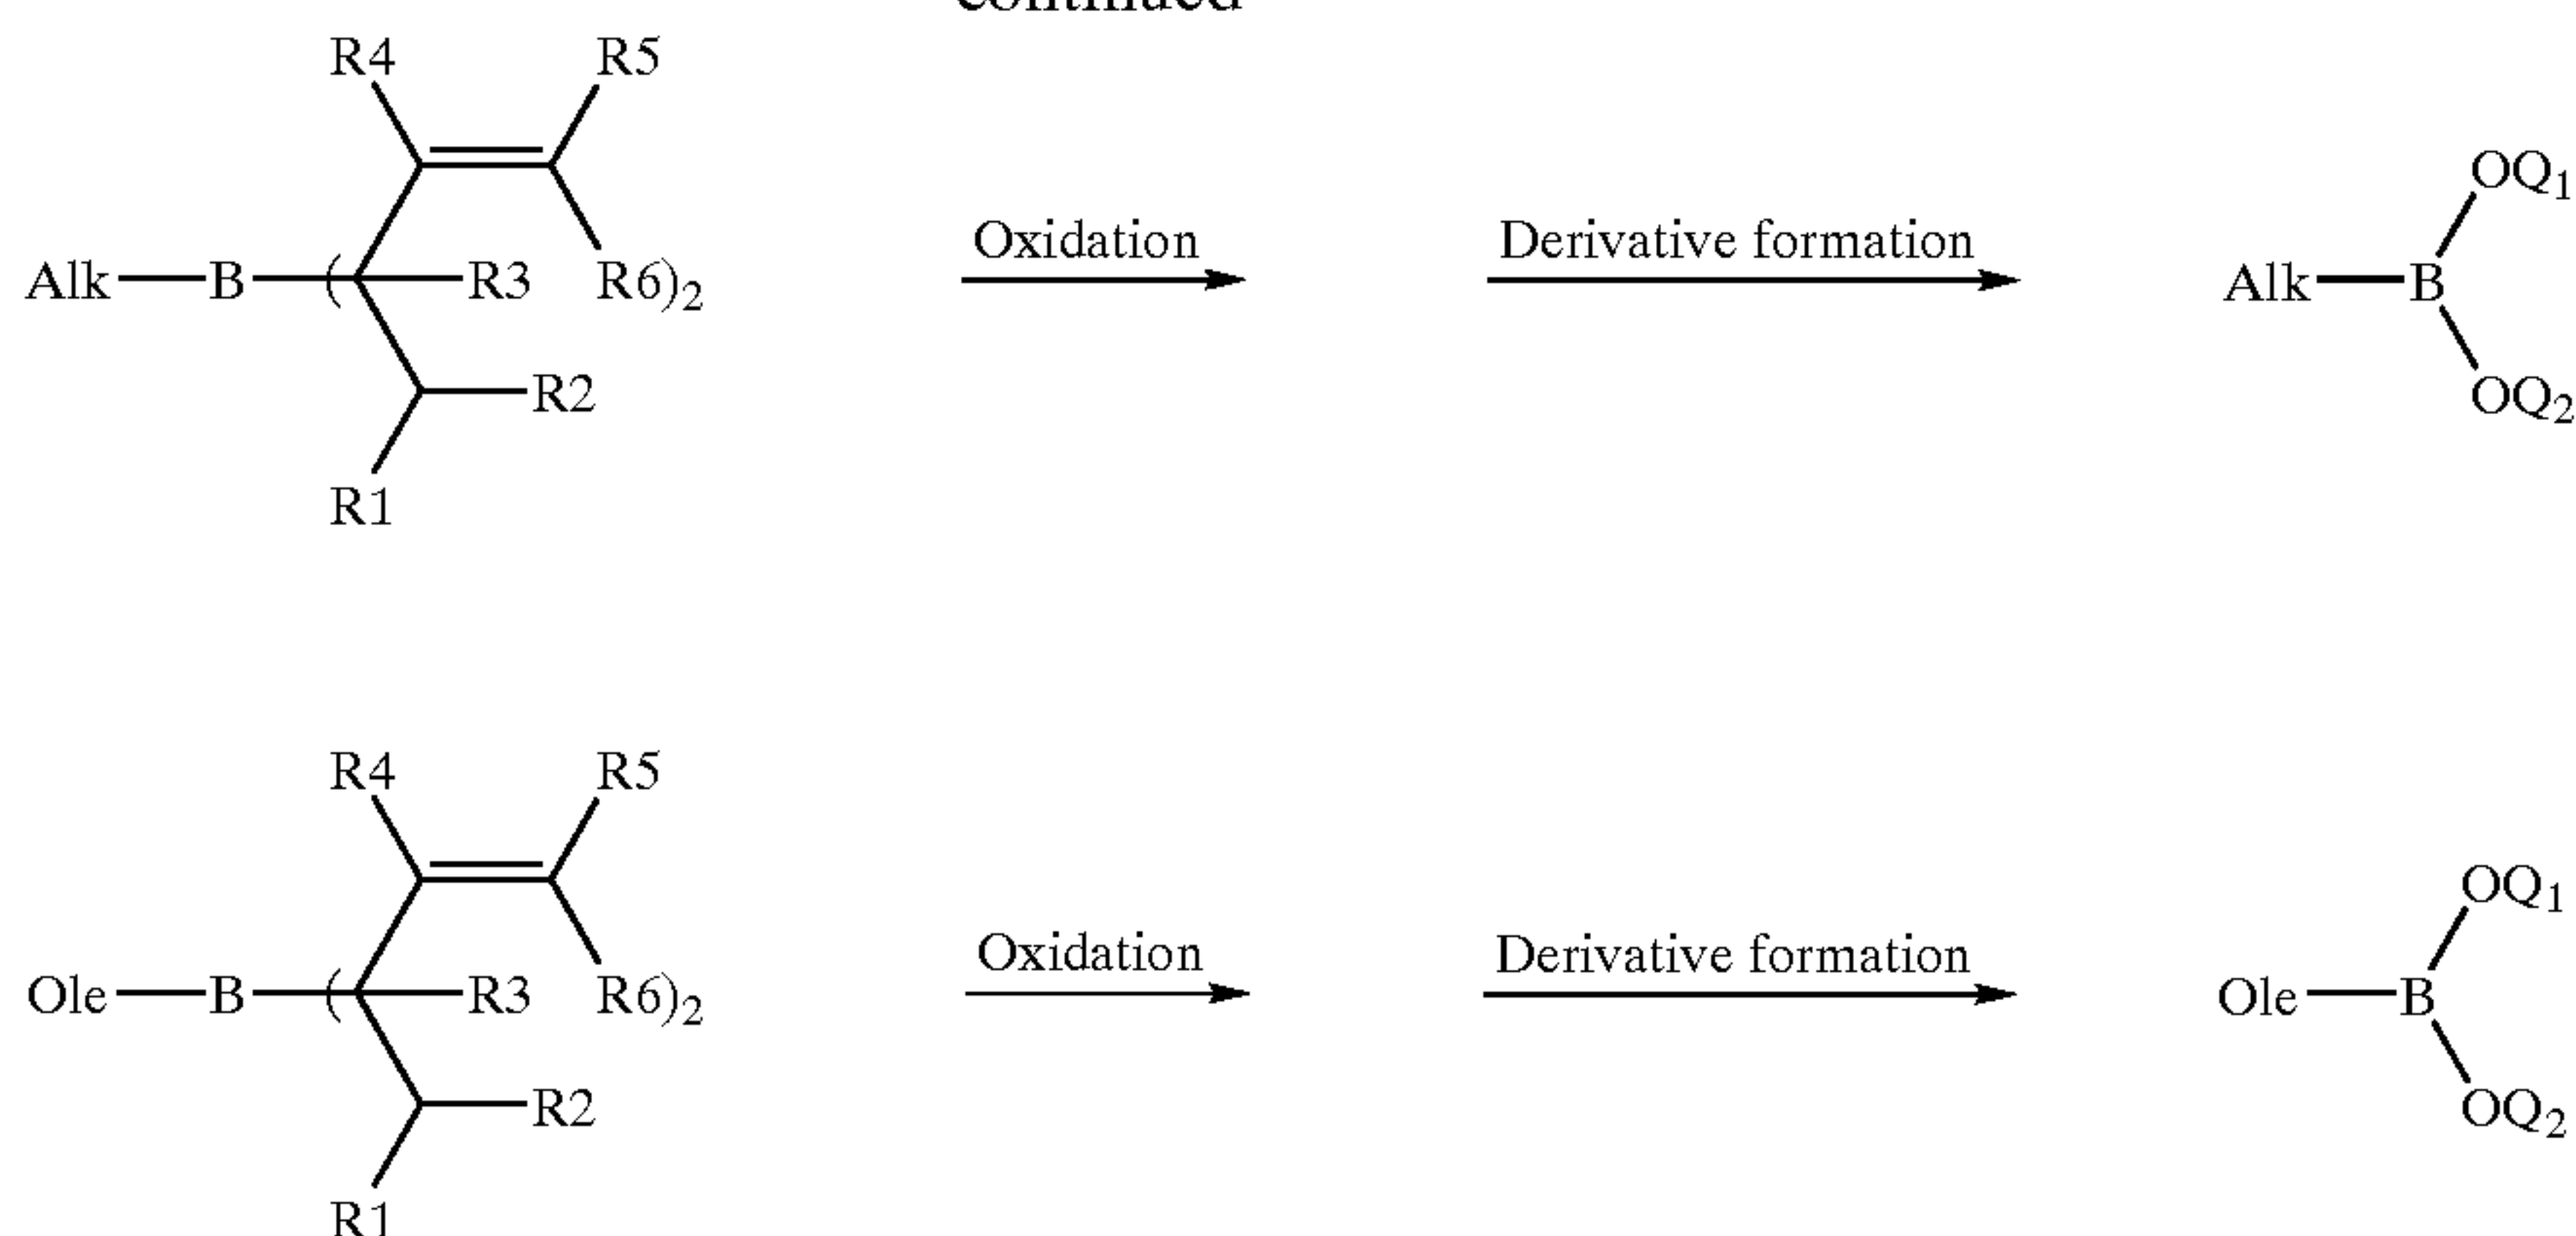 continued
R4 R5
Oxidation Derivative formation OQ1
Alk B ( R3 R6)2 Alk B
R2 OQ2
R1
R4 R5
Oxidation Derivative formation OQ1
Ole B ( R3 R6)2 Ole B
R2 OQ2
R1